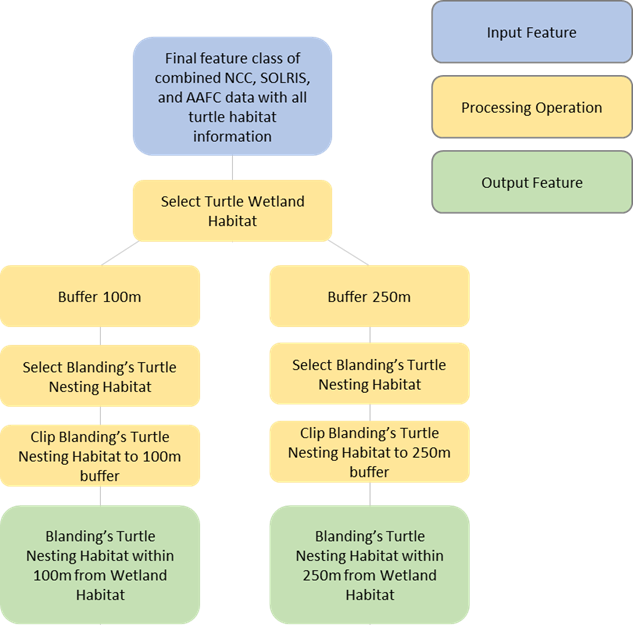 Final feature class of
combined NCC, SOLRIS,
and AAFC data with all
turtle habitat
information
Input Feature
Processing Operation
Output Feature
Select Turtle Wetland
Habitat
Buffer 100m
Select Blanding’s Turtle
Nesting Habitat
Clip Blanding’s Turtle
Nesting Habitat to 100m
buffer
Blanding’s Turtle
Nesting Habitat within
100m from Wetland
Habitat
Buffer 250m
Select Blanding’s Turtle
Nesting Habitat
Clip Blanding’s Turtle
Nesting Habitat to 250m
buffer
Blanding’s Turtle
Nesting Habitat within
250m from Wetland
Habitat